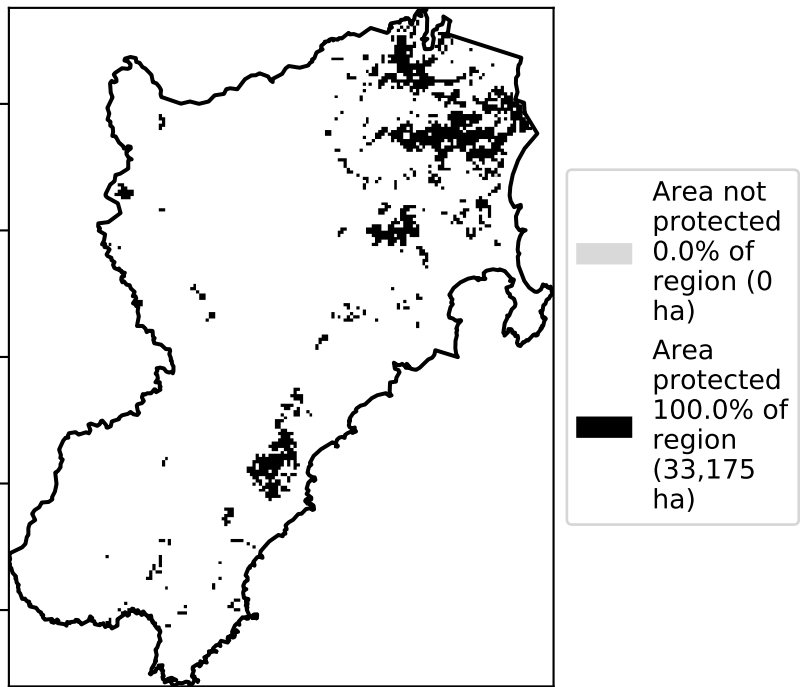 Area not
protected
0.0% of
region (0
ha)
Area
protected
100.0% of
region
(33,175
ha)